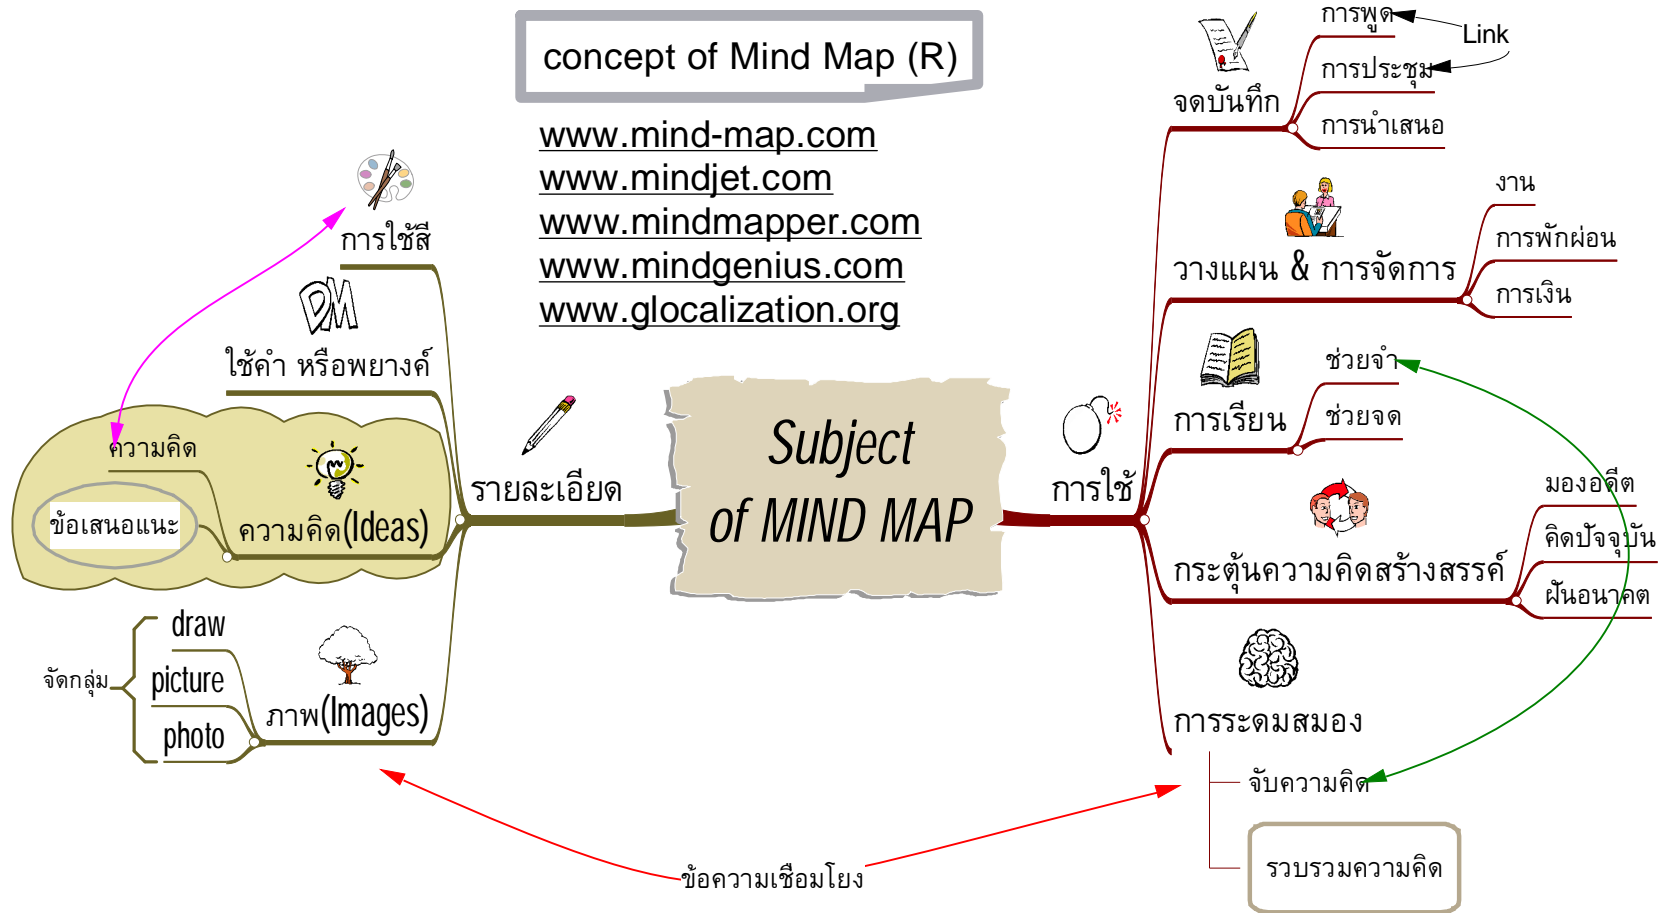 concept of Mind Map (R)
www.mind-map.com
www.mindjet.com
www.mindmapper.com
www.mindgenius.com
www.glocalization.org
Subject
of MIND MAP
รายละเอียด
การใช้สี
DM
ใช้คำ หรือพยางค์
ความคิด(Ideas)
ความคิด
ข้อเสนอแนะ
ภาพ(Images)
draw
picture
photo
จัดกลุ่ม
การใช้
จดบันทึก
การพูด
การประชุม
การนำเสนอ
Link
วางแผน & การจัดการ
งาน
การพักผ่อน
การเงิน
การเรียน
ช่วยจำ
ช่วยจด
กระตุ้นความคิดสร้างสรรค์
มองอดีต
คิดปัจจุบัน
ฝันอนาคต
การระดมสมอง
จับความคิด
รวบรวมความคิด
ข้อความเชื่อมโยง